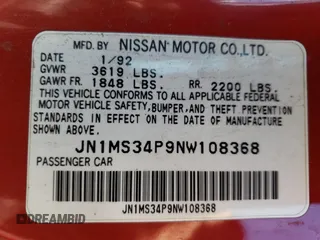 MFD. BY NISSAN MOTOR CO.,LTD.
DATE 1/92
GVWR 3619 LBS.
GAWR FR. 1848 LBS. RR. 2200 LBS.
THIS VEHICLE CONFORMS TO ALL APPLICABLE FEDERAL
MOTOR VEHICLE SAFETY, BUMPER, AND THEFT PREVENTION
STANDARDS IN EFFECT ON THE DATE OF MANUFACTURE
SHOWN ABOVE.
JN1MS34P9NW108368
PASSENGER CAR
JN1MS34P9NW108368
DREAMBID